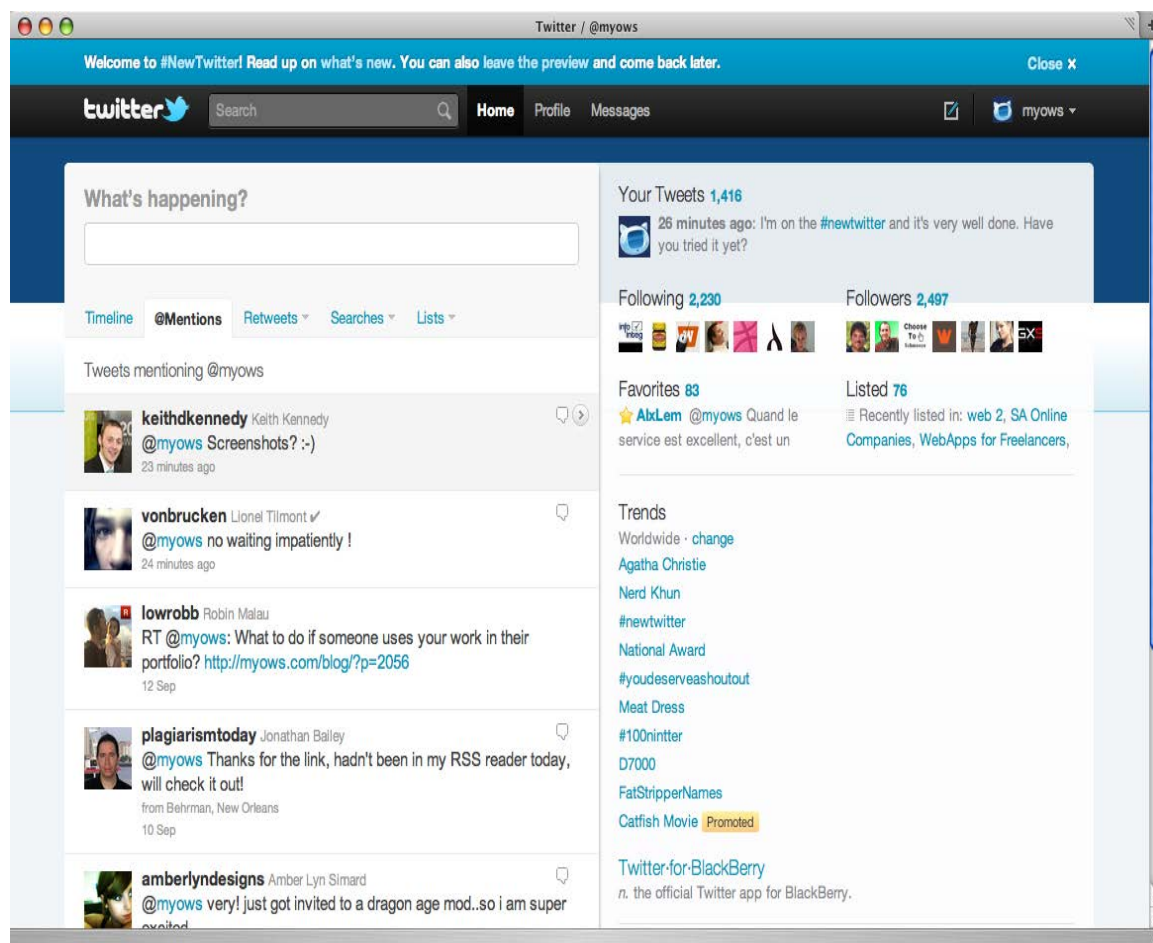 Twitter / @myows
Welcome to #NewTwitter! Read up on what's new. You can also leave the preview and come back later.
Close ×
twitter
Search
Home Profile Messages
myows
What's happening?
Timeline @Mentions Retweets Searches Lists
Tweets mentioning @myows
keithdkennedy Keith Kennedy
@myows Screenshots? :-)
23 minutes ago
vonbrucken Lionel Tilmont ✔
@myows no waiting impatiently !
24 minutes ago
lowrobb Robin Malau
RT @myows: What to do if someone uses your work in their
portfolio? http://myows.com/blog/?p=2056
12 Sep
plagiarismtoday Jonathan Bailey
@myows Thanks for the link, hadn't been in my RSS reader today,
will check it out!
from Behrman, New Orleans
10 Sep
amberlyndesigns Amber Lyn Simard
@myows very! just got invited to a dragon age mod..so i am super
excited
Your Tweets 1,416
26 minutes ago: I'm on the #newtwitter and it's very well done. Have
you tried it yet?
Following 2,230
Followers 2,497
Choose
To
GXS
Favorites 83
AlxLem @myows Quand le
service est excellent, c'est un
Listed 76
Recently listed in: web 2, SA Online
Companies, WebApps for Freelancers,
Trends
Worldwide · change
Agatha Christie
Nerd Khun
#newtwitter
National Award
#youdeserveashoutout
Meat Dress
#100nintter
D7000
FatStripperNames
Catfish Movie Promoted
Twitter·for·BlackBerry
n. the official Twitter app for BlackBerry.